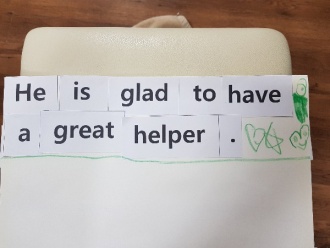 He is glad to have
a great helper .